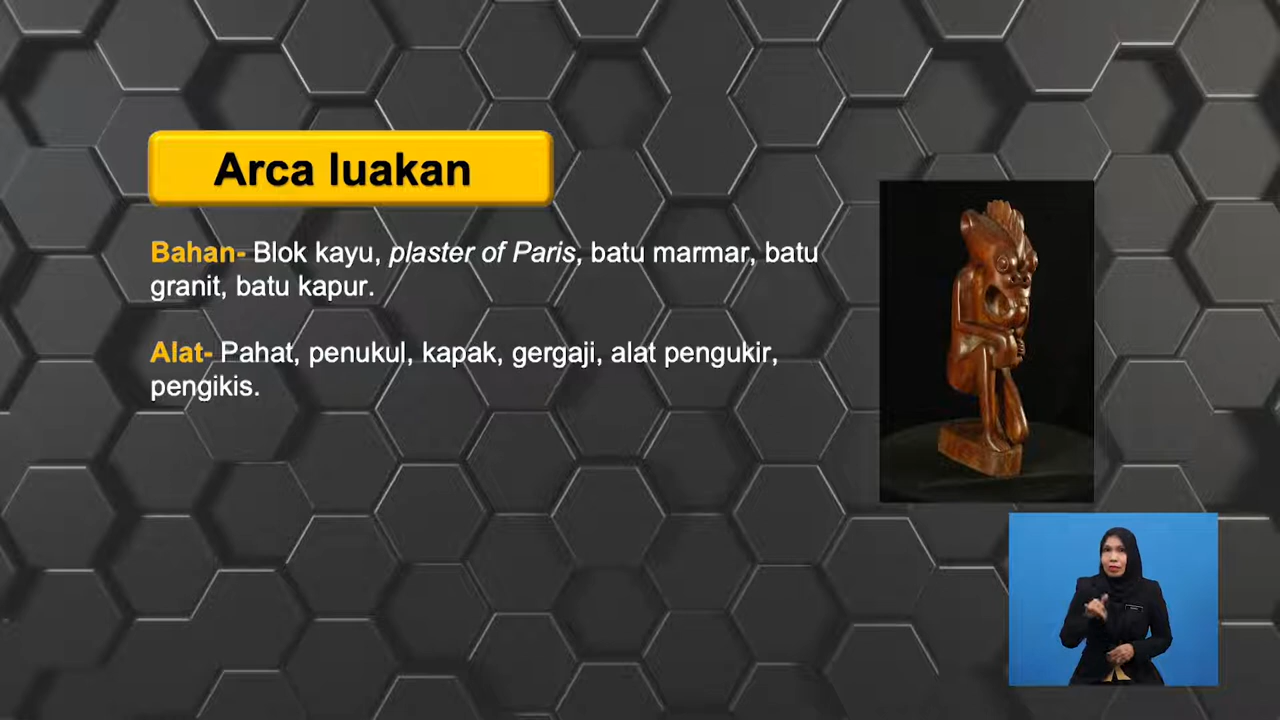 Arca luakan
Bahan- Blok kayu, plaster of Paris, batu marmar, batu
granit, batu kapur.
Alat- Pahat, penukul, kapak, gergaji, alat pengukir,
pengikis.